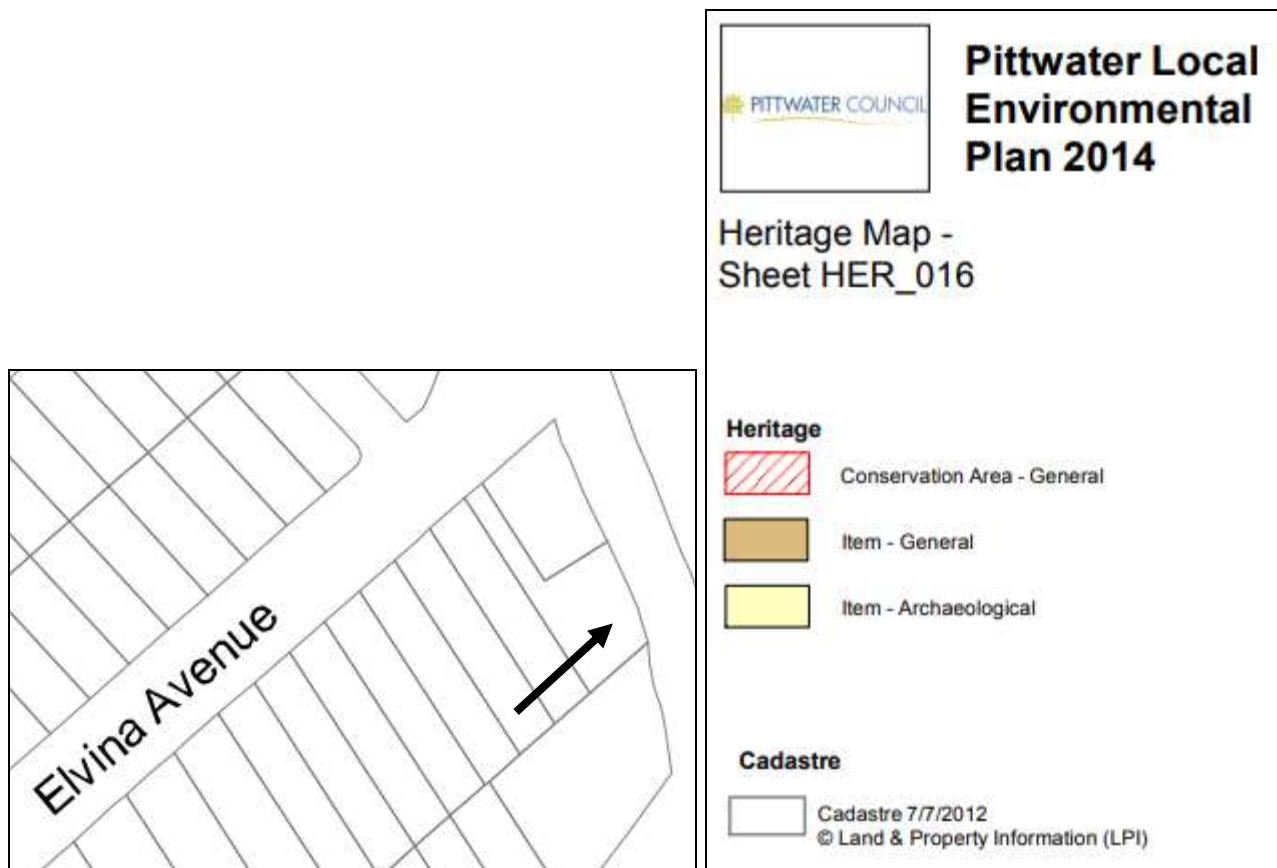 PITTWATER COUNCIL
Pittwater Local
Environmental
Plan 2014
Heritage Map -
Sheet HER_016
Elvina Avenue
Heritage
Conservation Area - General
Item - General
Item - Archaeological
Cadastre
Cadastre 7/7/2012
© Land & Property Information (LPI)